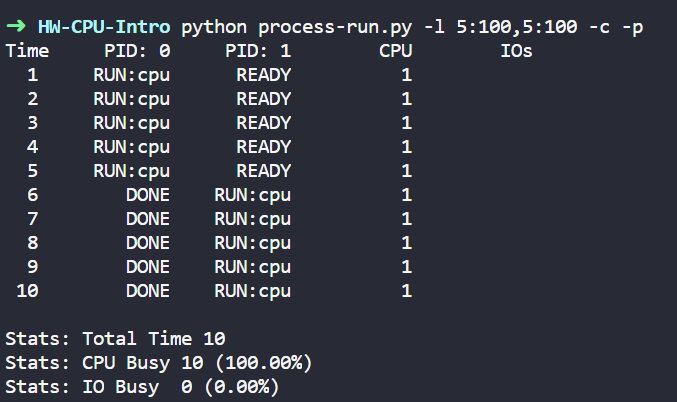 ➜ HW-CPU-Intro python process-run.py -l 5:100,5:100 -c -p
Time PID: 0 PID: 1 CPU IOs
1 RUN:cpu READY 1
2 RUN:cpu READY 1
3 RUN:cpu READY 1
4 RUN:cpu READY 1
5 RUN:cpu READY 1
6 DONE RUN:cpu 1
7 DONE RUN:cpu 1
8 DONE RUN:cpu 1
9 DONE RUN:cpu 1
10 DONE RUN:cpu 1
Stats: Total Time 10
Stats: CPU Busy 10 (100.00%)
Stats: IO Busy 0 (0.00%)